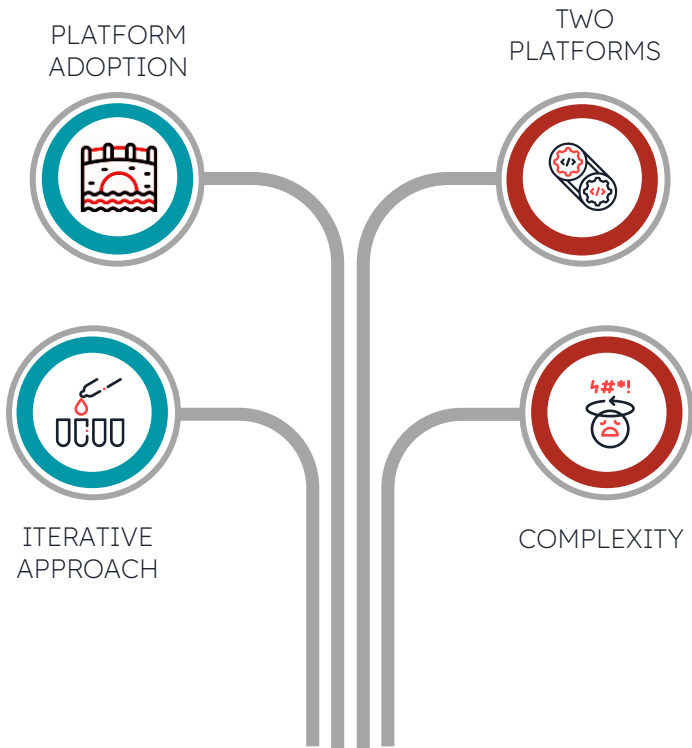 PLATFORM
ADOPTION
TWO
PLATFORMS
</>
</>
ϟ#*!
ITERATIVE
APPROACH
COMPLEXITY